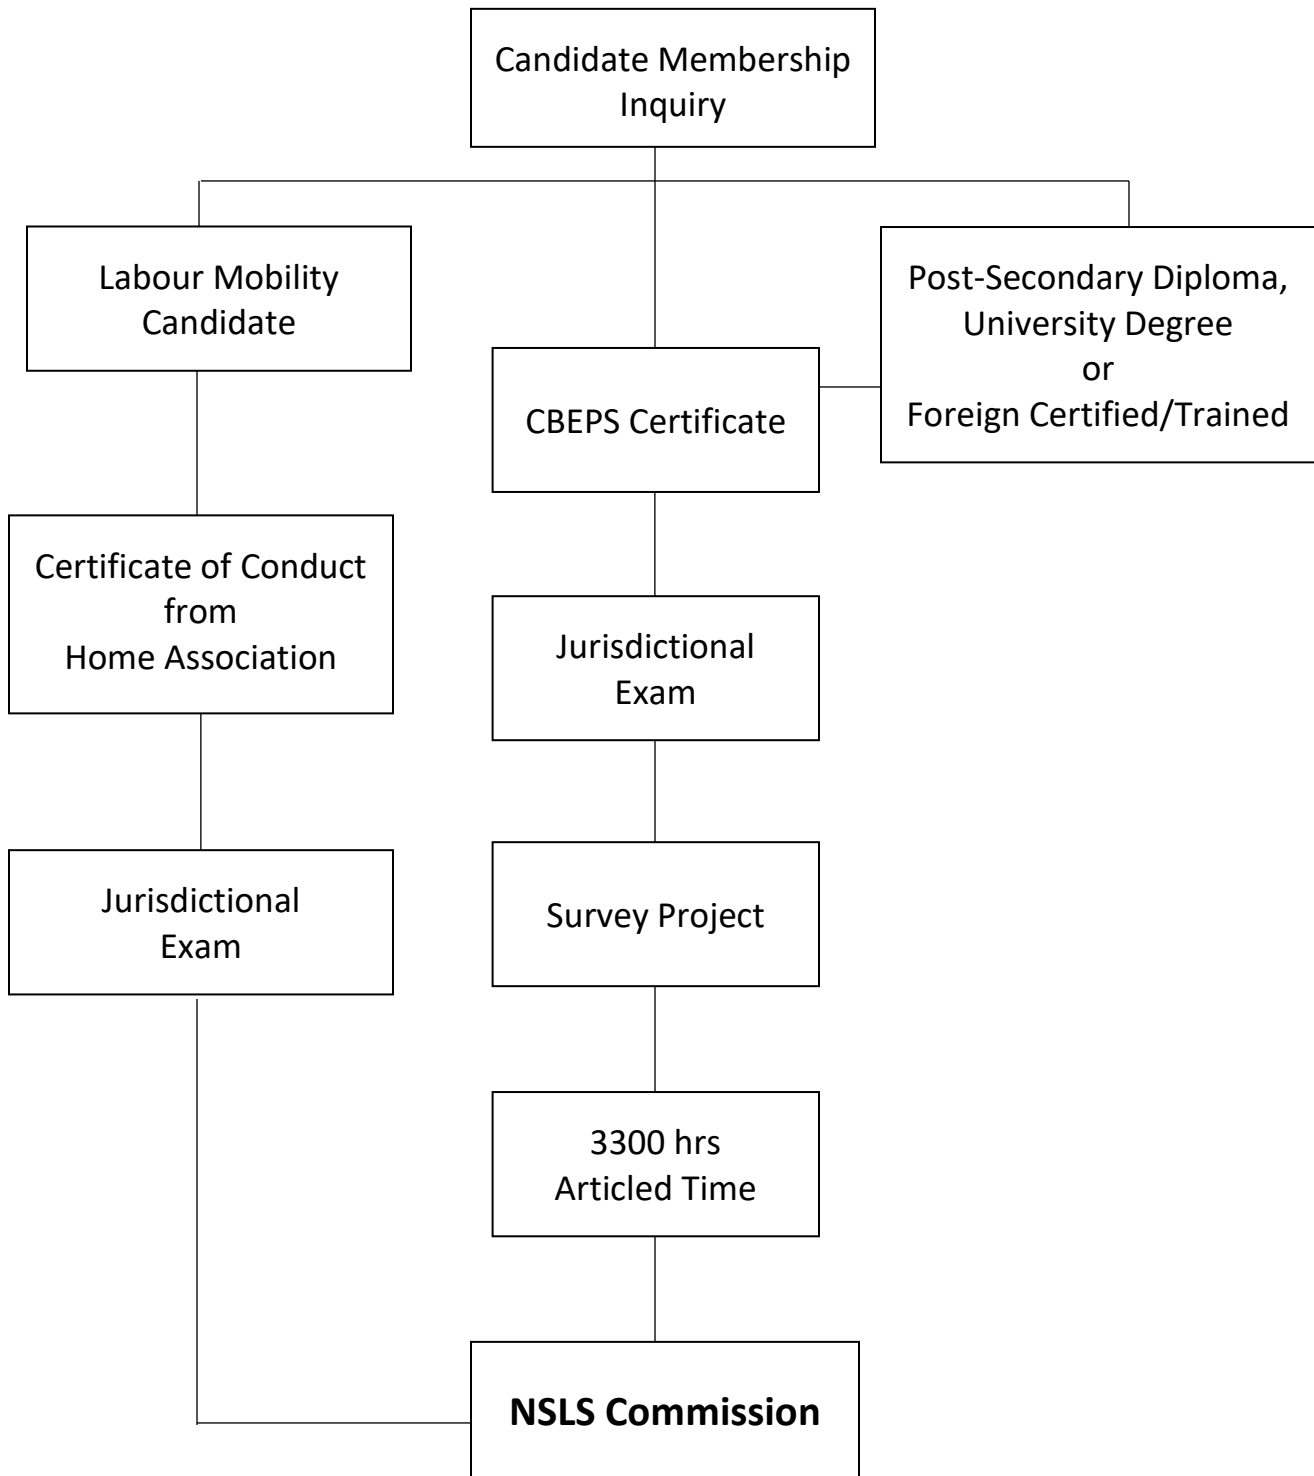 Candidate Membership
Inquiry
Labour Mobility
Candidate
Post-Secondary Diploma,
University Degree
or
Foreign Certified/Trained
CBEPS Certificate
Certificate of Conduct
from
Home Association
Jurisdictional
Exam
Jurisdictional
Exam
Survey Project
3300 hrs
Articled Time
NSLS Commission